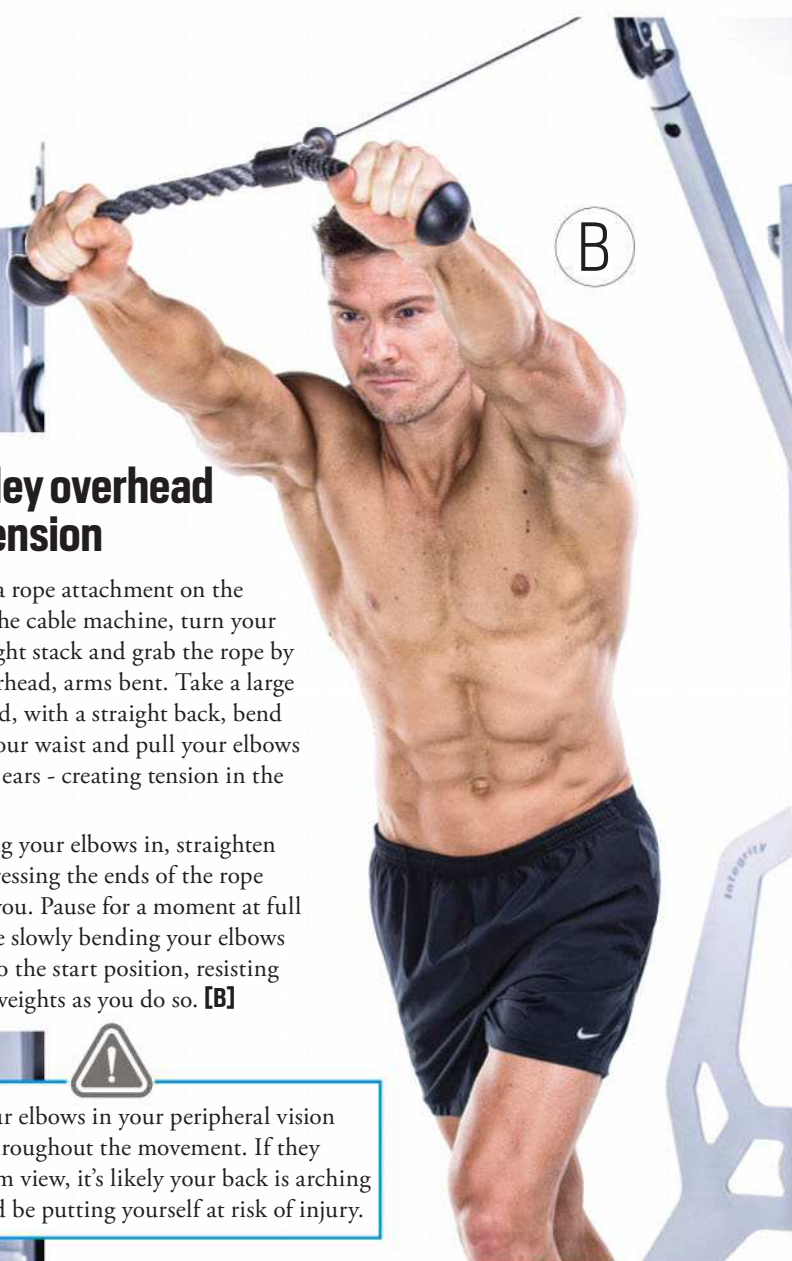 B
ley overhead
ension
a rope attachment on the
he cable machine, turn your
ght stack and grab the rope by
rhead, arms bent. Take a large
d, with a straight back, bend
our waist and pull your elbows
ears - creating tension in the
g your elbows in, straighten
ressing the ends of the rope
you. Pause for a moment at full
e slowly bending your elbows
o the start position, resisting
weights as you do so. [B]
!
ur elbows in your peripheral vision
roughout the movement. If they
m view, it's likely your back is arching
d be putting yourself at risk of injury.
Integrity